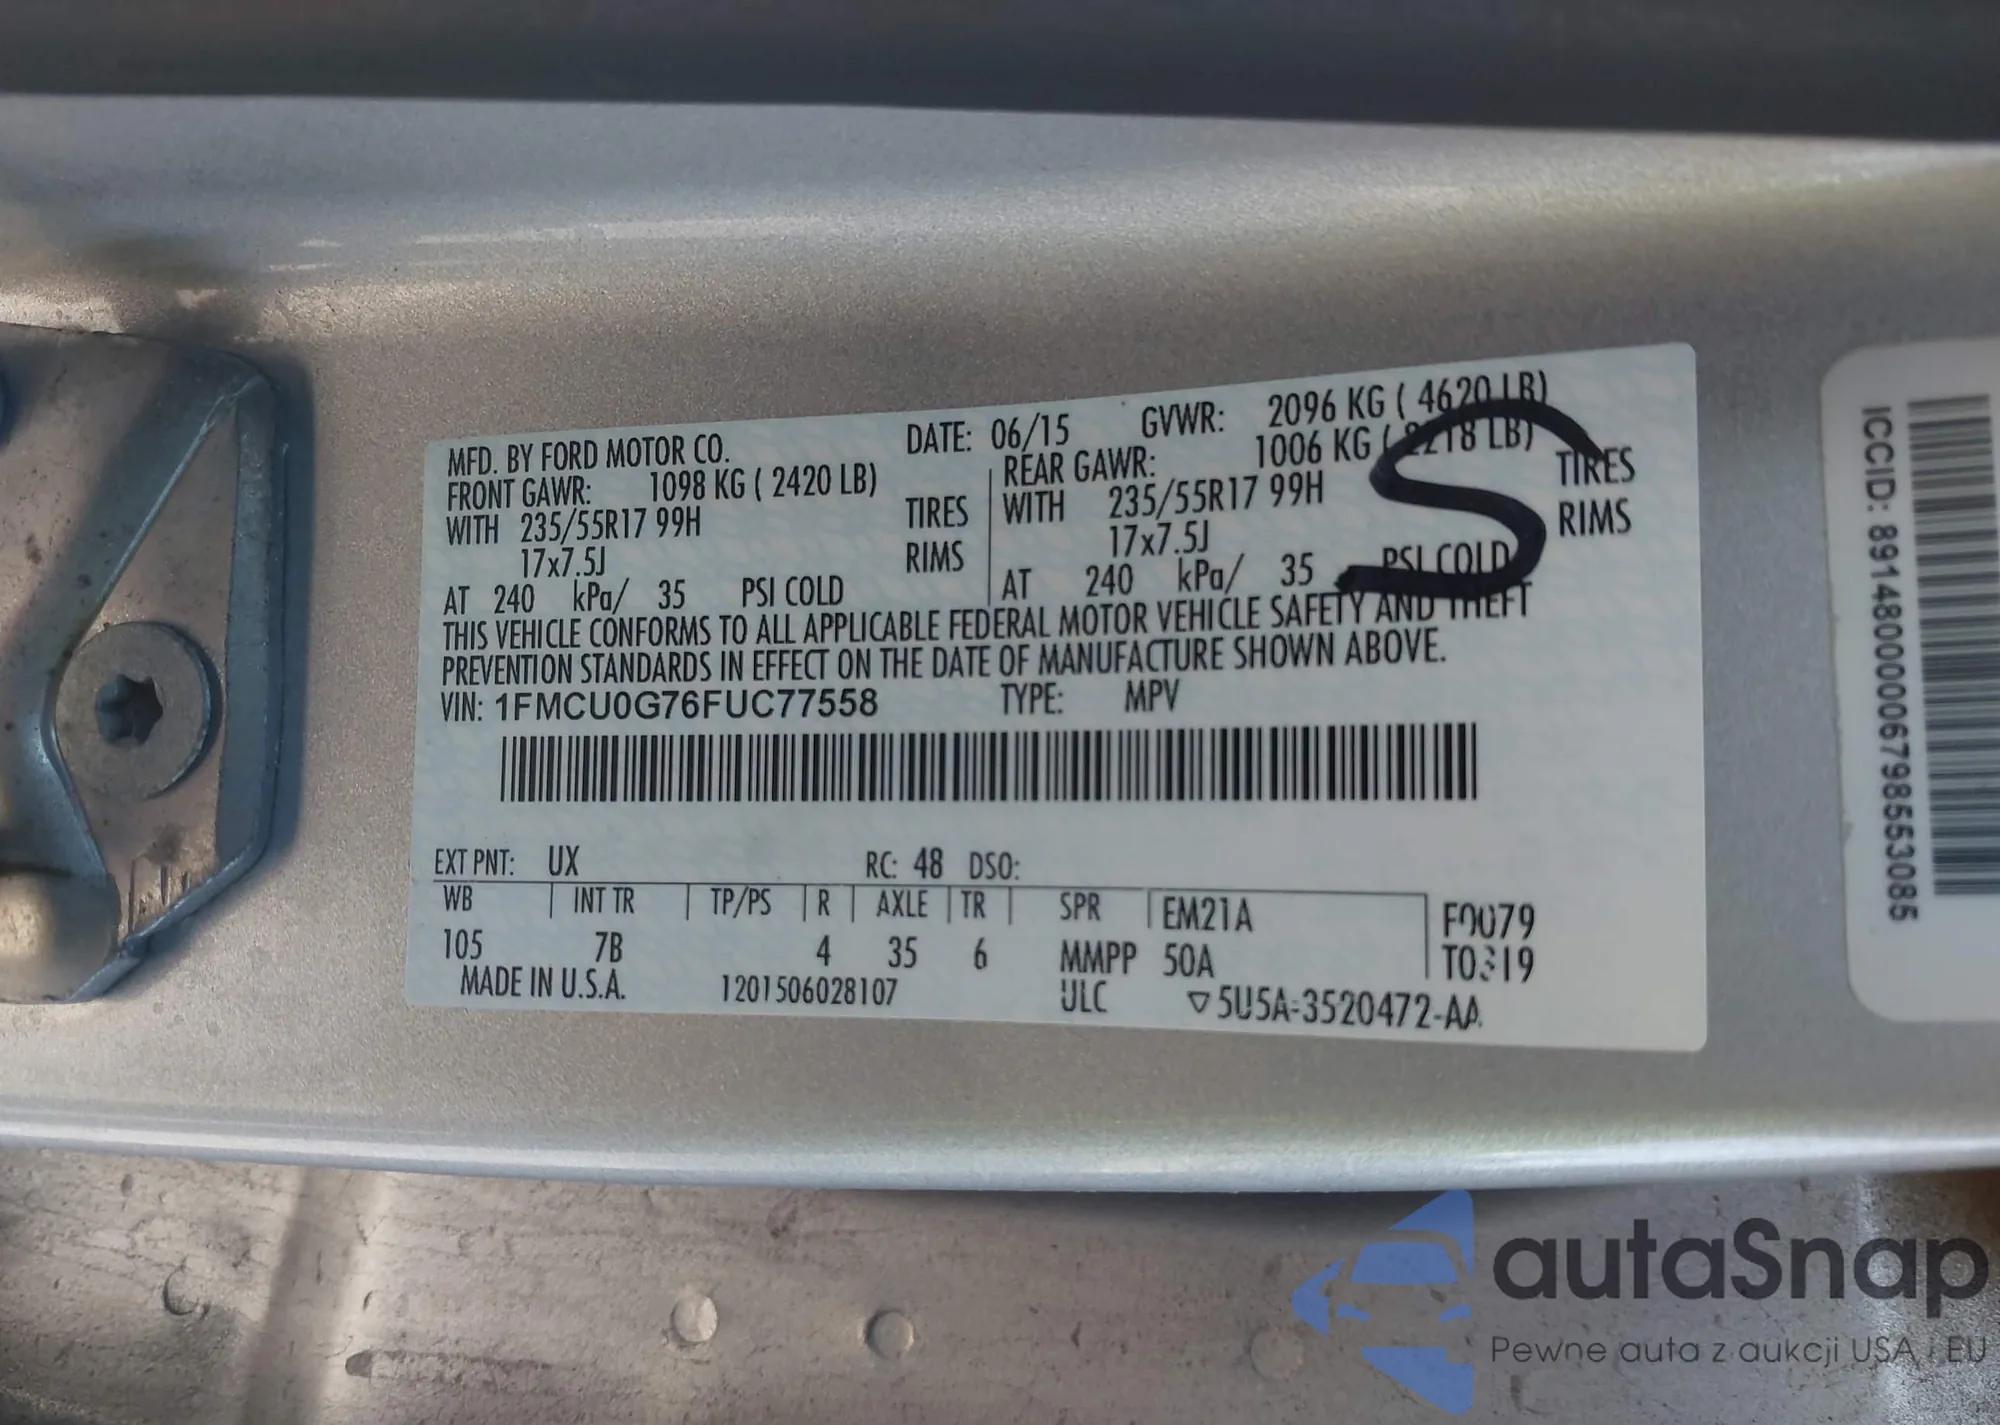 MFD. BY FORD MOTOR CO. DATE: 06/15 GVWR: 2096 KG ( 4620 LB)
FRONT GAWR: 1098 KG ( 2420 LB) REAR GAWR: 1006 KG ( 2218 LB)
WITH 235/55R17 99H TIRES WITH 235/55R17 99H TIRES
17x7.5J RIMS 17x7.5J RIMS
AT 240 kPa/ 35 PSI COLD AT 240 kPa/ 35 PSI COLD
THIS VEHICLE CONFORMS TO ALL APPLICABLE FEDERAL MOTOR VEHICLE SAFETY AND THEFT
PREVENTION STANDARDS IN EFFECT ON THE DATE OF MANUFACTURE SHOWN ABOVE.
VIN: 1FMCU0G76FUC77558 TYPE: MPV
EXT PNT: UX RC: 48 DSO:
WB INT TR TP/PS R AXLE TR SPR EM21A F0079
105 7B 4 35 6 MMPP 50A
MADE IN U.S.A. 1201506028107 ULC ▽5U5A-3520472-AA
S
ICCID: 89148000006798553085
autaSnap
Pewne auta z aukcji USA i EU